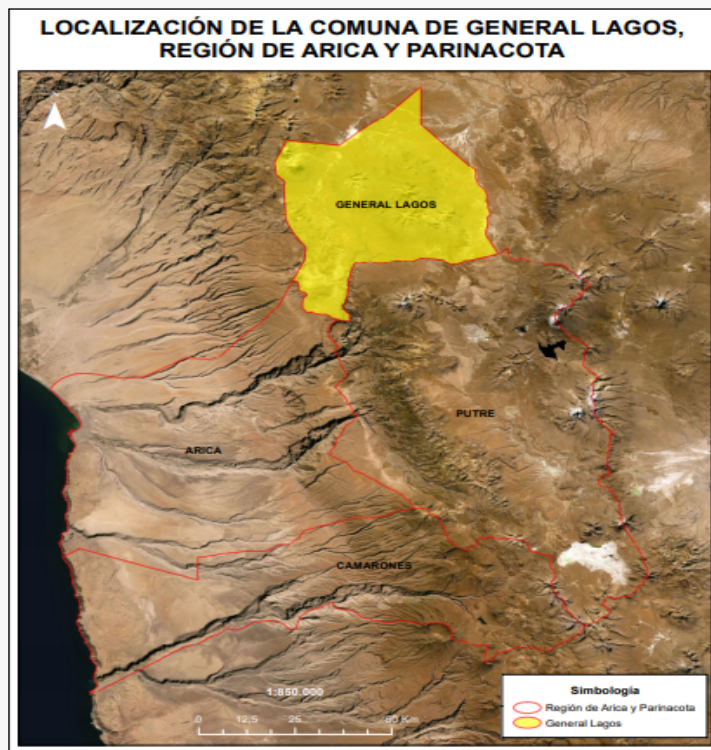 LOCALIZACIÓN DE LA COMUNA DE GENERAL LAGOS,
REGIÓN DE ARICA Y PARINACOTA
GENERAL LAGOS
PUTRE
ARICA
CAMARONES
1:850.000
0 12,5 25 50 Km
Simbología
Región de Arica y Parinacota
General Lagos